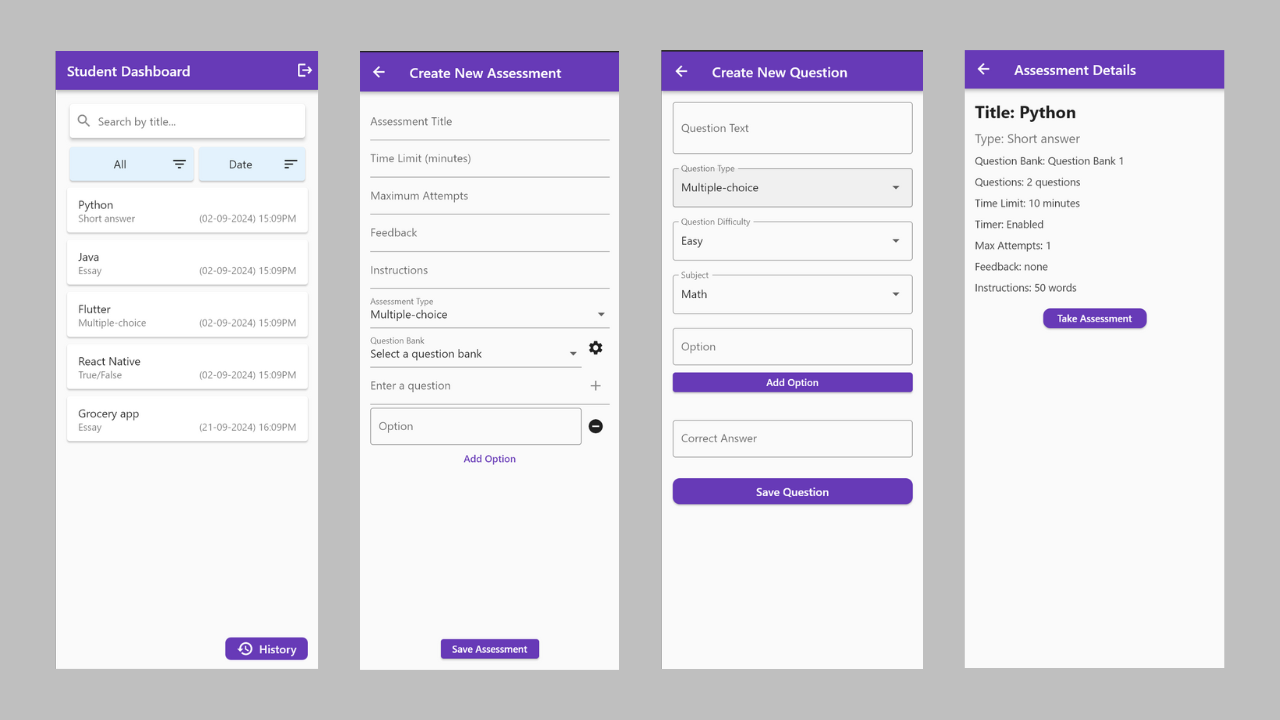 Student Dashboard
Search by title...
All
Date
Python
Short answer (02-09-2024) 15:09PM
Java
Essay (02-09-2024) 15:09PM
Flutter
Multiple-choice (02-09-2024) 15:09PM
React Native
True/False (02-09-2024) 15:09PM
Grocery app
Essay (21-09-2024) 16:09PM
History
Create New Assessment
Assessment Title
Time Limit (minutes)
Maximum Attempts
Feedback
Instructions
Assessment Type
Multiple-choice
Question Bank
Select a question bank
Enter a question
Option
Add Option
Save Assessment
Create New Question
Question Text
Question Type
Multiple-choice
Question Difficulty
Easy
Subject
Math
Option
Add Option
Correct Answer
Save Question
Assessment Details
Title: Python
Type: Short answer
Question Bank: Question Bank 1
Questions: 2 questions
Time Limit: 10 minutes
Timer: Enabled
Max Attempts: 1
Feedback: none
Instructions: 50 words
Take Assessment